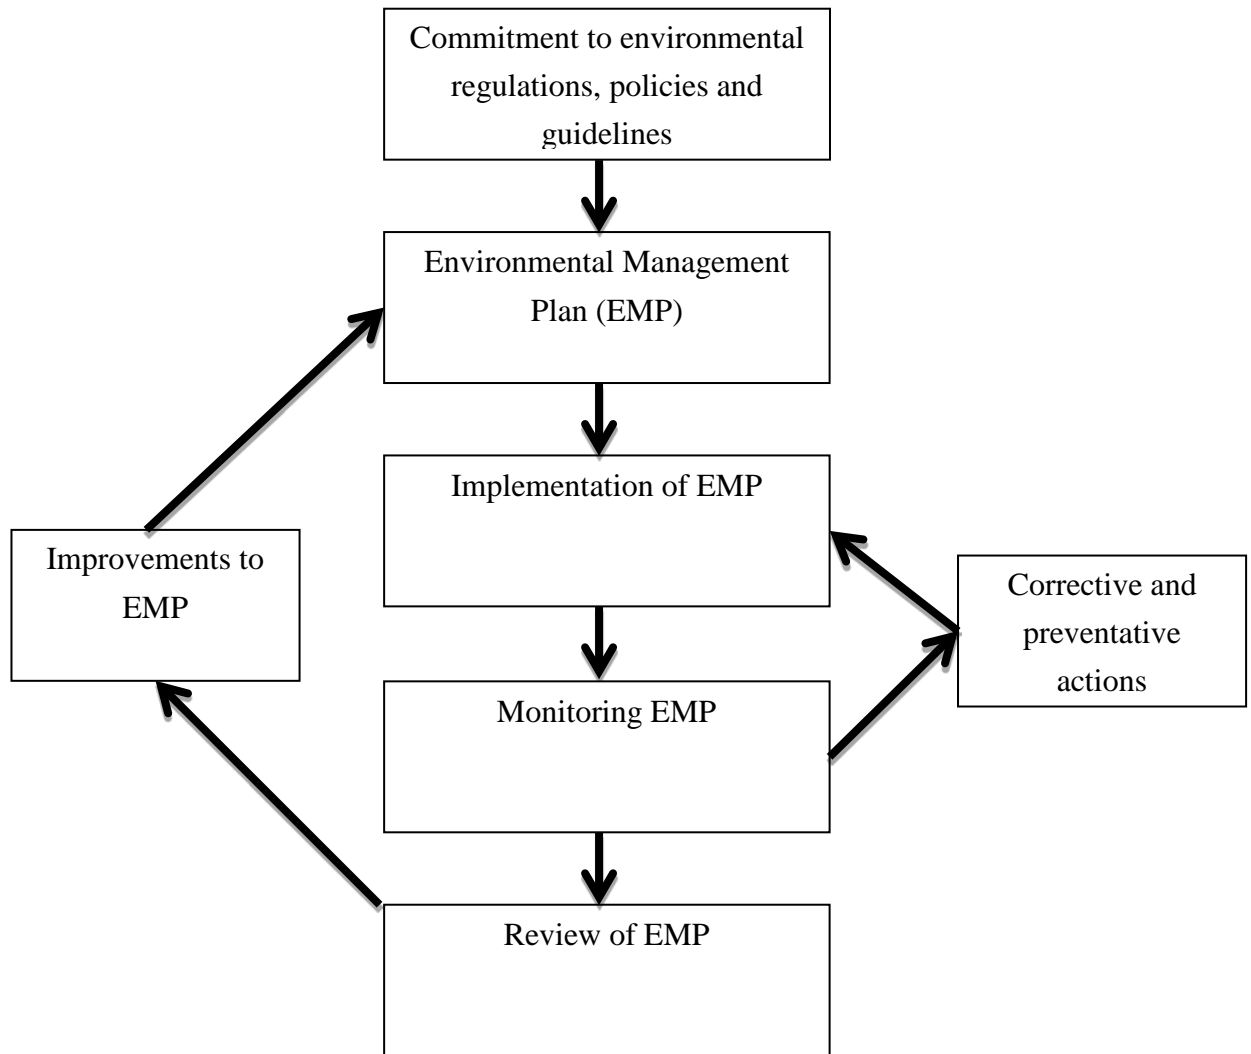 Commitment to environmental
regulations, policies and
guidelines
Environmental Management
Plan (EMP)
Implementation of EMP
Improvements to
EMP
Corrective and
preventative
actions
Monitoring EMP
Review of EMP